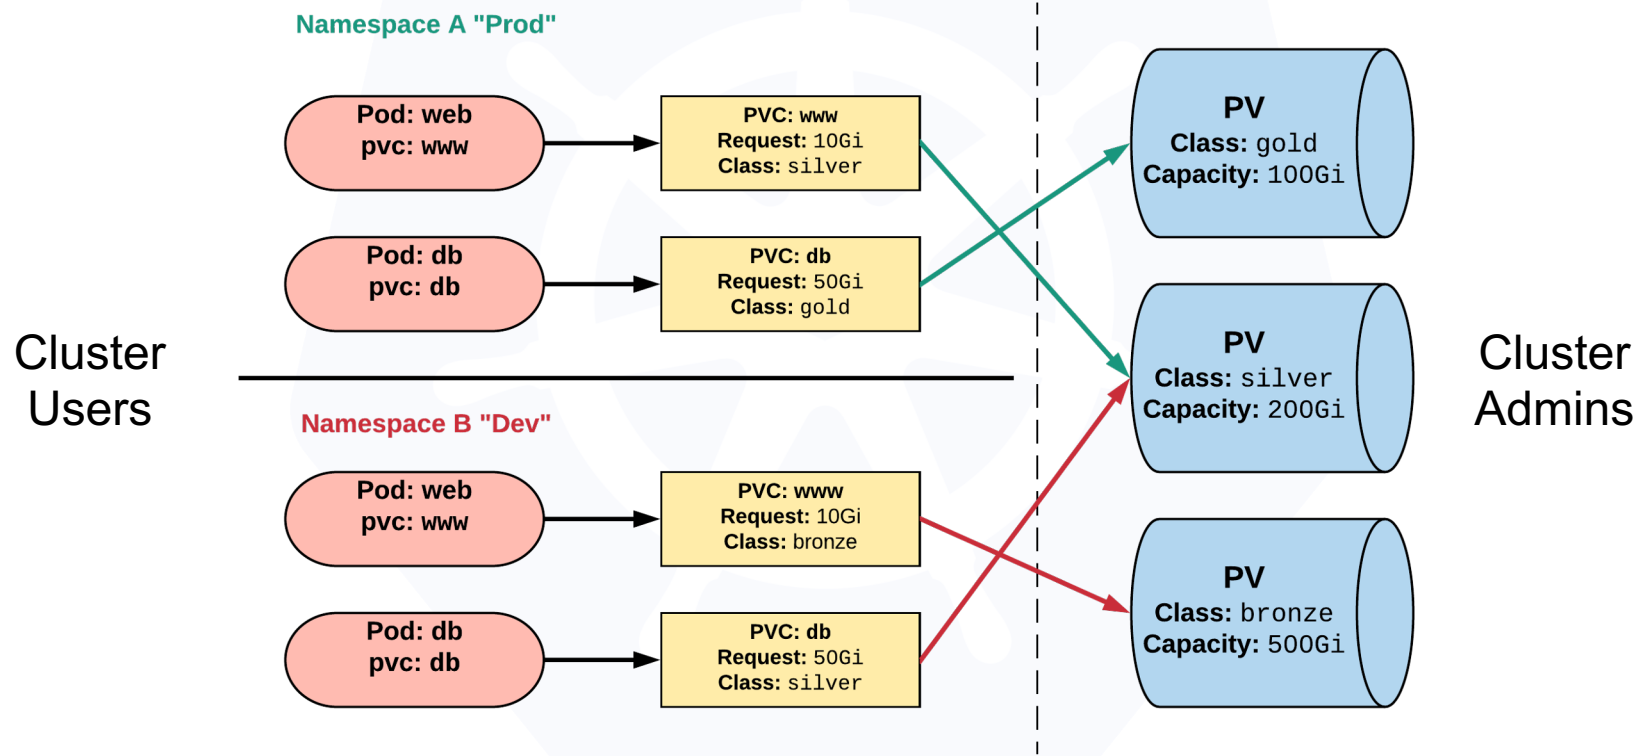 Namespace A "Prod"
Pod: web
pvc: www
PVC: www
Request: 10Gi
Class: silver
PV
Class: gold
Capacity: 100Gi
Pod: db
pvc: db
PVC: db
Request: 50Gi
Class: gold
Cluster
Users
PV
Class: silver
Capacity: 200Gi
Cluster
Admins
Namespace B "Dev"
Pod: web
pvc: www
PVC: www
Request: 10Gi
Class: bronze
PV
Class: bronze
Capacity: 500Gi
Pod: db
pvc: db
PVC: db
Request: 50Gi
Class: silver